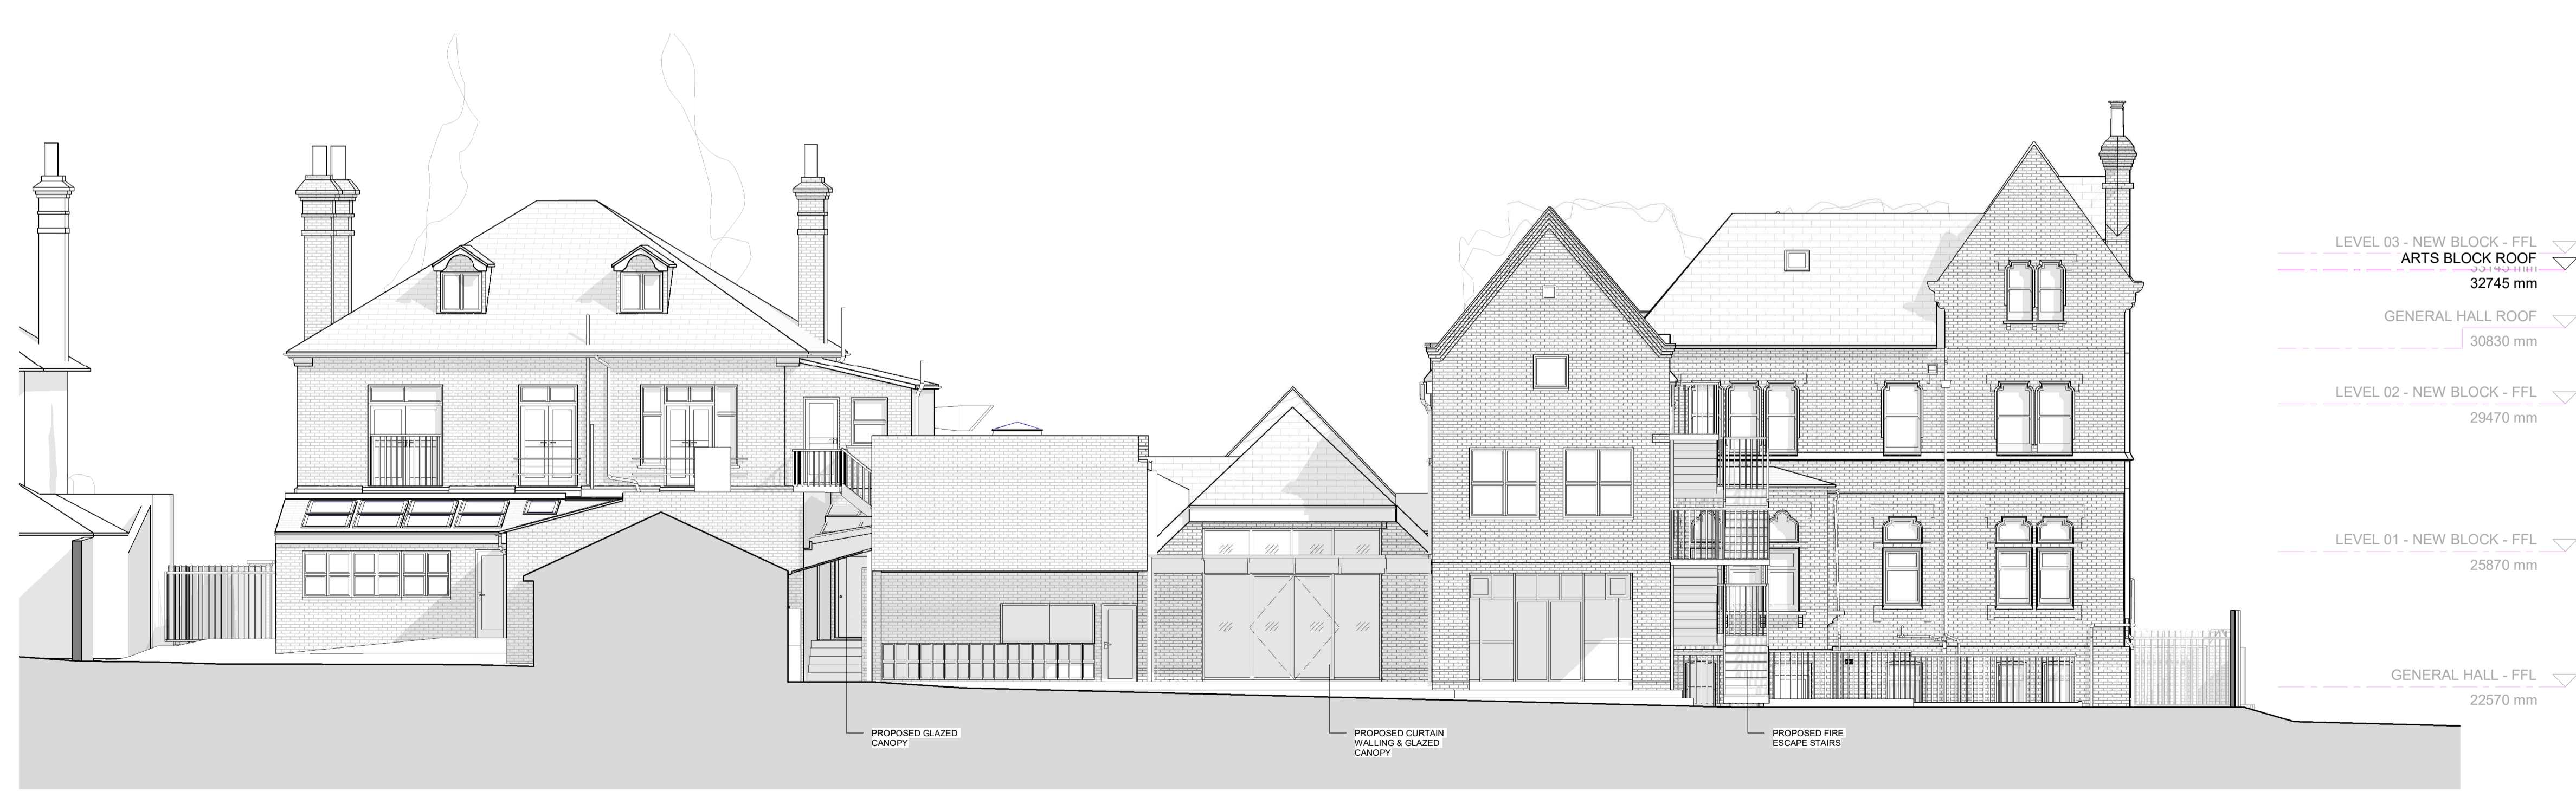 LEVEL 03 - NEW BLOCK - FFL
ARTS BLOCK ROOF
32745 mm
GENERAL HALL ROOF
30830 mm
LEVEL 02 - NEW BLOCK - FFL
29470 mm
LEVEL 01 - NEW BLOCK - FFL
25870 mm
GENERAL HALL - FFL
22570 mm
PROPOSED GLAZED
CANOPY
PROPOSED CURTAIN
WALLING & GLAZED
CANOPY
PROPOSED FIRE
ESCAPE STAIRS